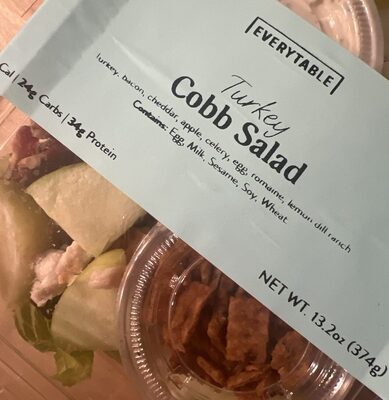 EVERYTABLE
Turkey
Cobb Salad
turkey, bacon, cheddar, apple, celery, egg, romaine, lemon dill ranch
Contains: Egg, Milk, Sesame, Soy, Wheat
Cal | 24g Carbs | 34g Protein
NET WT. 13.2oz (374g)